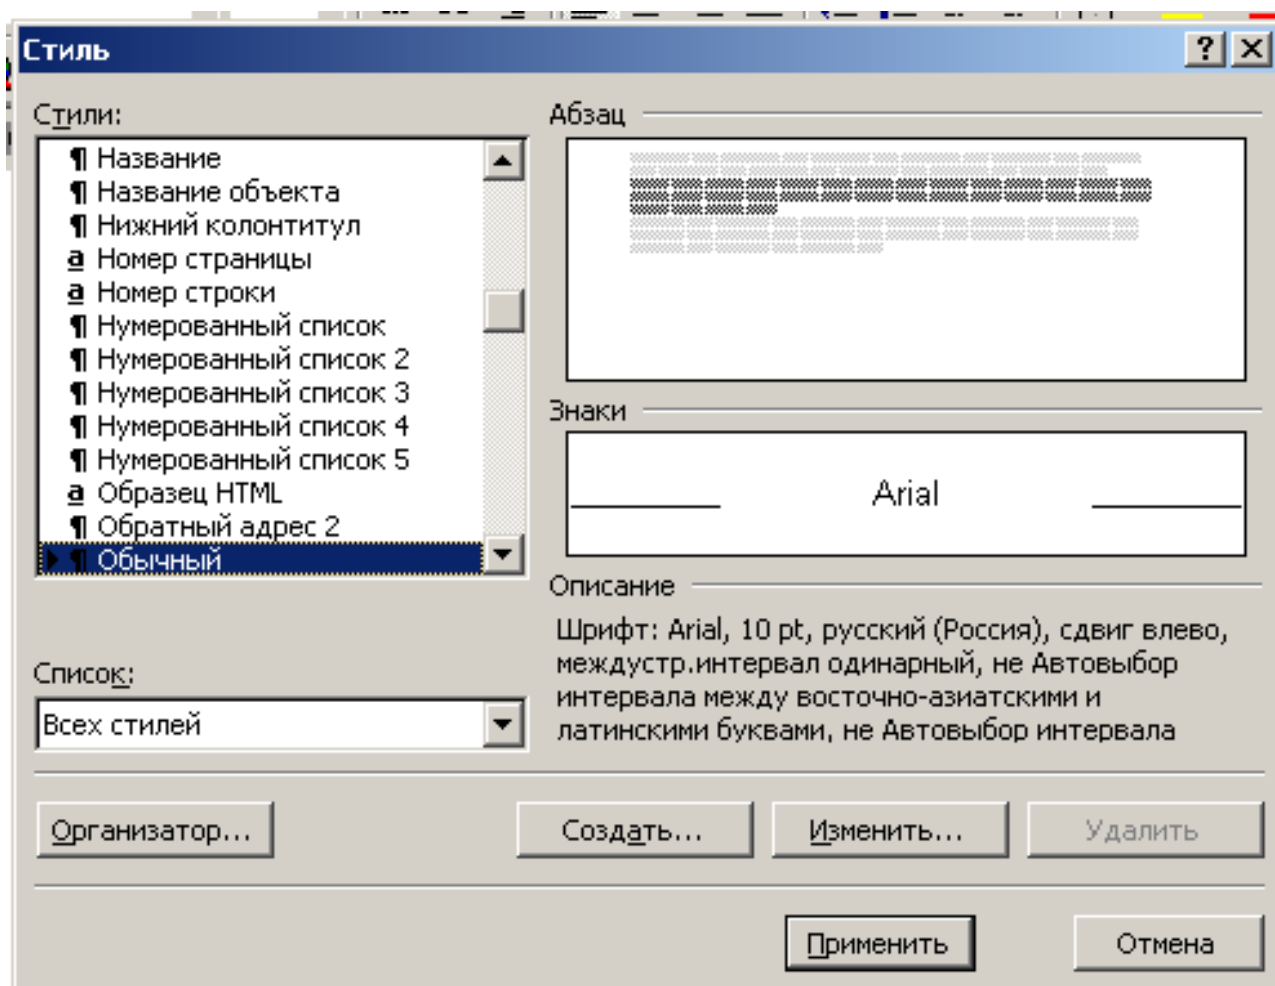 Стиль
Стили:
¶ Название
¶ Название объекта
¶ Нижний колонтитул
a Номер страницы
a Номер строки
¶ Нумерованный список
¶ Нумерованный список 2
¶ Нумерованный список 3
¶ Нумерованный список 4
¶ Нумерованный список 5
a Образец HTML
¶ Обратный адрес 2
¶ Обычный
Список:
Всех стилей
Абзац
Знаки
Arial
Описание
Шрифт: Arial, 10 pt, русский (Россия), сдвиг влево,
междустр.интервал одинарный, не Автовыбор
интервала между восточно-азиатскими и
латинскими буквами, не Автовыбор интервала
Организатор...
Создать...
Изменить...
Удалить
Применить
Отмена